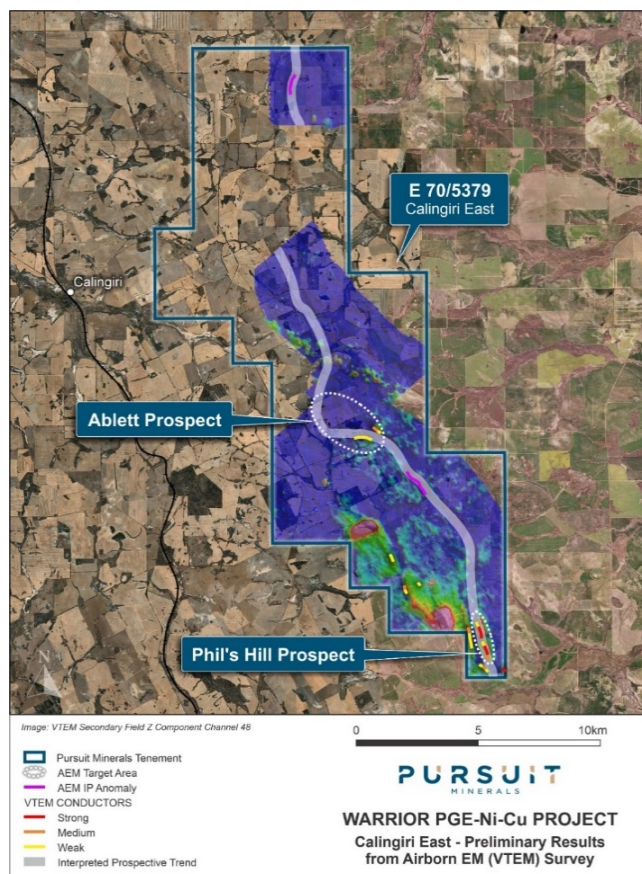 E 70/5379
Calingiri East
Calingiri
Ablett Prospect
Phil's Hill Prospect
N
Image: VTEM Secondary Field Z Component Channel 48
Pursuit Minerals Tenement
AEM Target Area
AEM IP Anomaly
VTEM CONDUCTORS
Strong
Medium
Weak
Interpreted Prospective Trend
0 5 10km
PURSUIT
MINERALS
WARRIOR PGE-Ni-Cu PROJECT
Calingiri East - Preliminary Results
from Airborn EM (VTEM) Survey